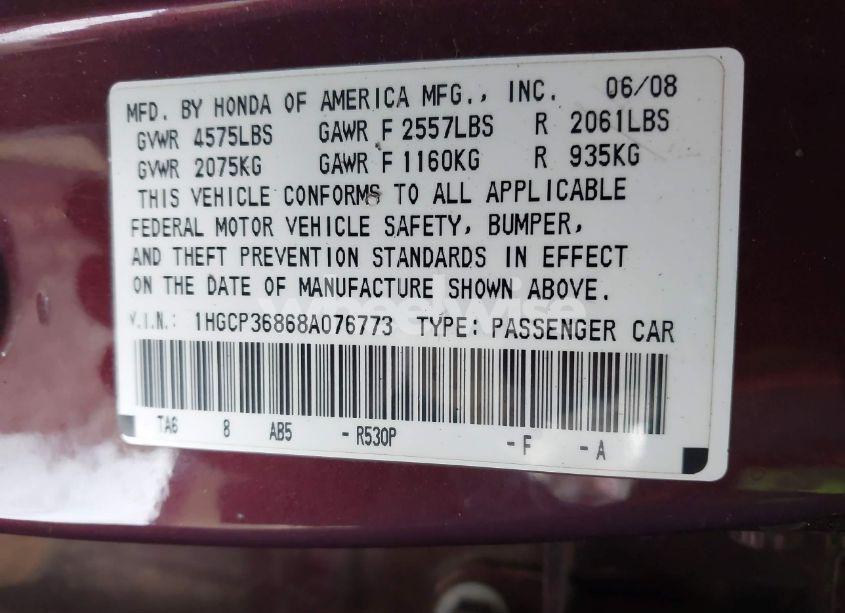 MFD. BY HONDA OF AMERICA MFG., INC. 06/08
GVWR 4575LBS GAWR F 2557LBS R 2061LBS
GVWR 2075KG GAWR F 1160KG R 935KG
THIS VEHICLE CONFORMS TO ALL APPLICABLE
FEDERAL MOTOR VEHICLE SAFETY, BUMPER,
AND THEFT PREVENTION STANDARDS IN EFFECT
ON THE DATE OF MANUFACTURE SHOWN ABOVE.
wheelwise
V.I.N.: 1HGCP36868A076773 TYPE: PASSENGER CAR
TA6 8 AB5 -R530P -F -A